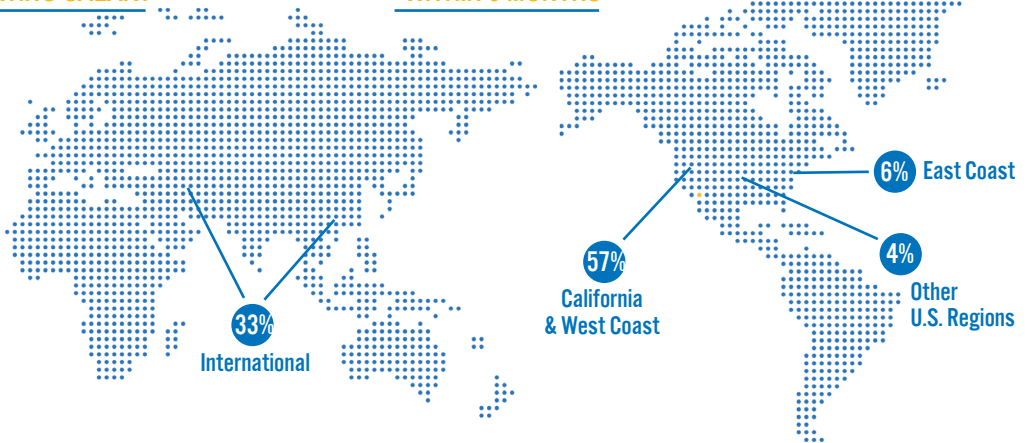 6% East Coast
57%
California
& West Coast
4%
Other
U.S. Regions
33%
International